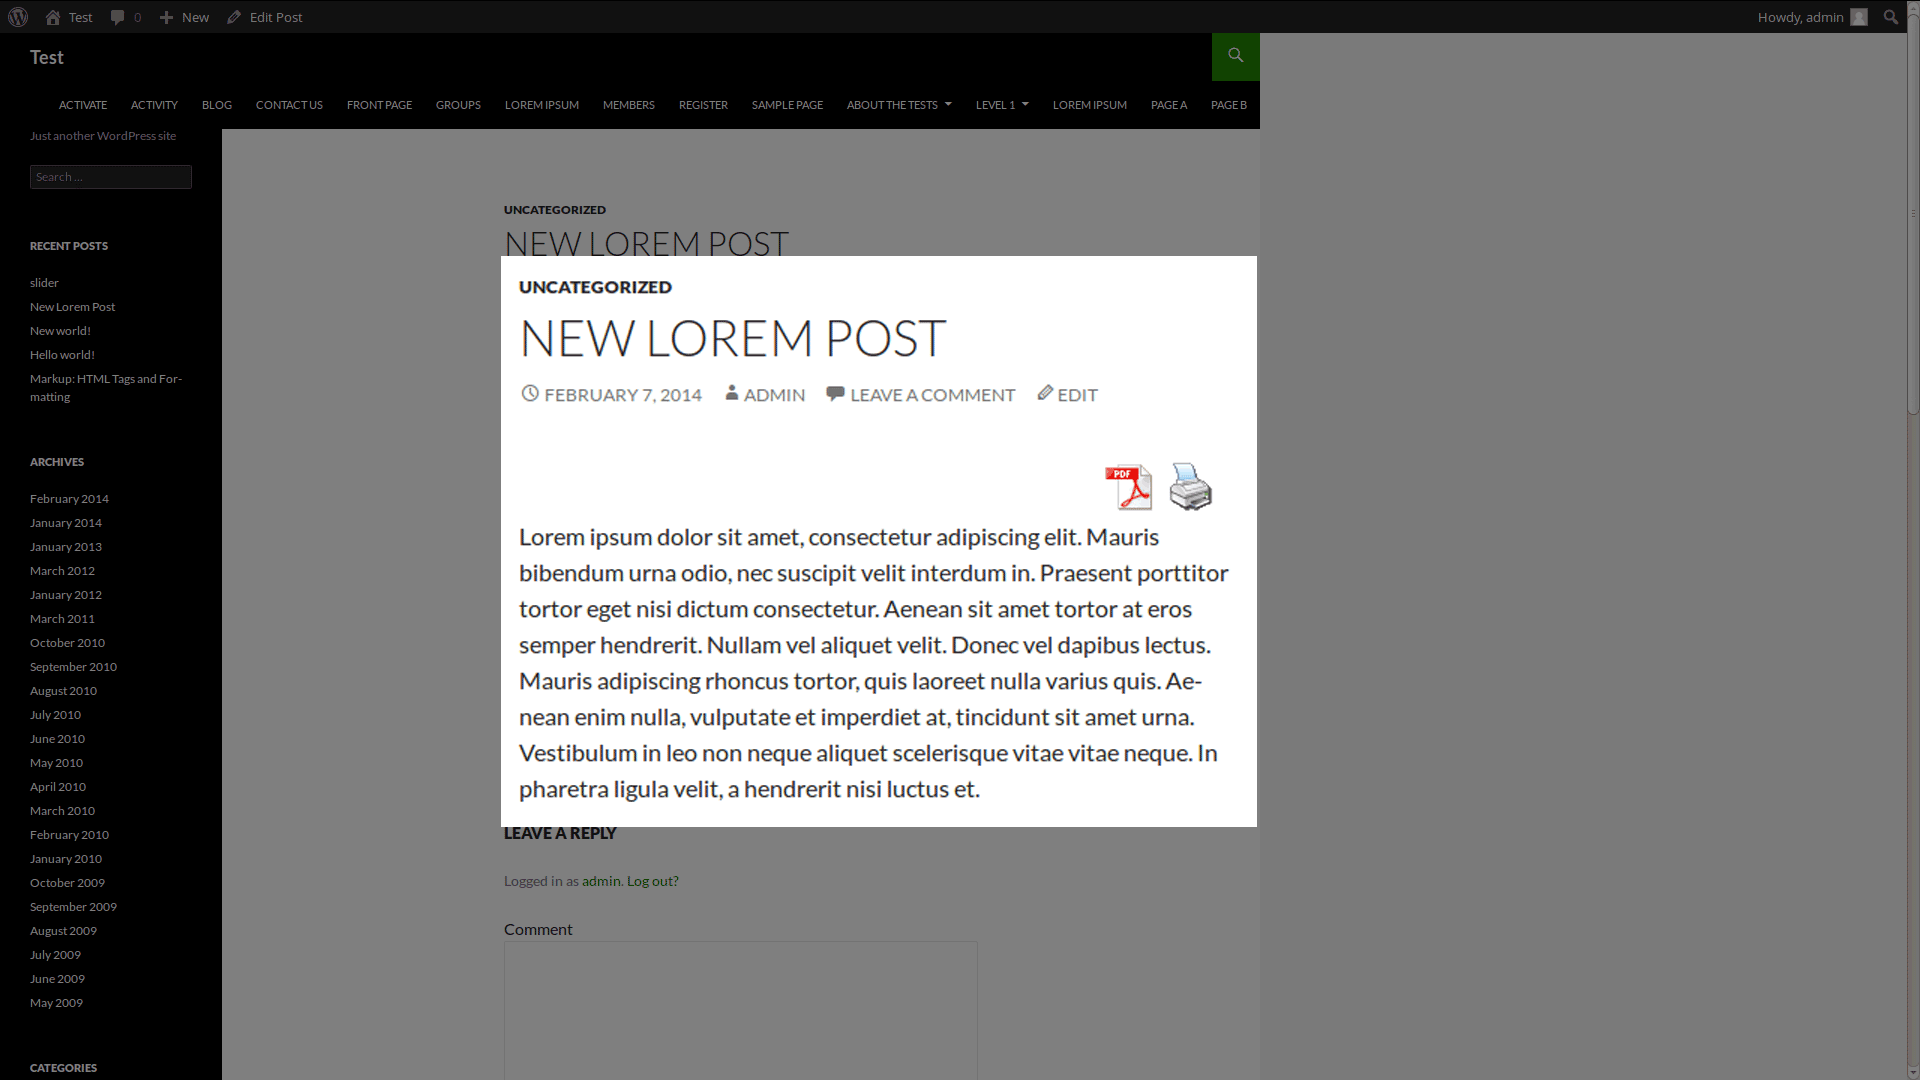 Test
0
New
Edit Post
Howdy, admin
Test
ACTIVATE
ACTIVITY
BLOG
CONTACT US
FRONT PAGE
GROUPS
LOREM IPSUM
MEMBERS
REGISTER
SAMPLE PAGE
ABOUT THE TESTS
LEVEL 1
LOREM IPSUM
PAGE A
PAGE B
Just another WordPress site
Search ...
RECENT POSTS
slider
New Lorem Post
New world!
Hello world!
Markup: HTML Tags and For-
matting
ARCHIVES
February 2014
January 2014
January 2013
March 2012
January 2012
March 2011
October 2010
September 2010
August 2010
July 2010
June 2010
May 2010
April 2010
March 2010
February 2010
January 2010
October 2009
September 2009
August 2009
July 2009
June 2009
May 2009
CATEGORIES
UNCATEGORIZED
NEW LOREM POST
UNCATEGORIZED
NEW LOREM POST
FEBRUARY 7, 2014
ADMIN
LEAVE A COMMENT
EDIT
PDF
Lorem ipsum dolor sit amet, consectetur adipiscing elit. Mauris
bibendum urna odio, nec suscipit velit interdum in. Praesent porttitor
tortor eget nisi dictum consectetur. Aenean sit amet tortor at eros
semper hendrerit. Nullam vel aliquet velit. Donec vel dapibus lectus.
Mauris adipiscing rhoncus tortor, quis laoreet nulla varius quis. Ae-
nean enim nulla, vulputate et imperdiet at, tincidunt sit amet urna.
Vestibulum in leo non neque aliquet scelerisque vitae vitae neque. In
pharetra ligula velit, a hendrerit nisi luctus et.
LEAVE A REPLY
Logged in as admin. Log out?
Comment